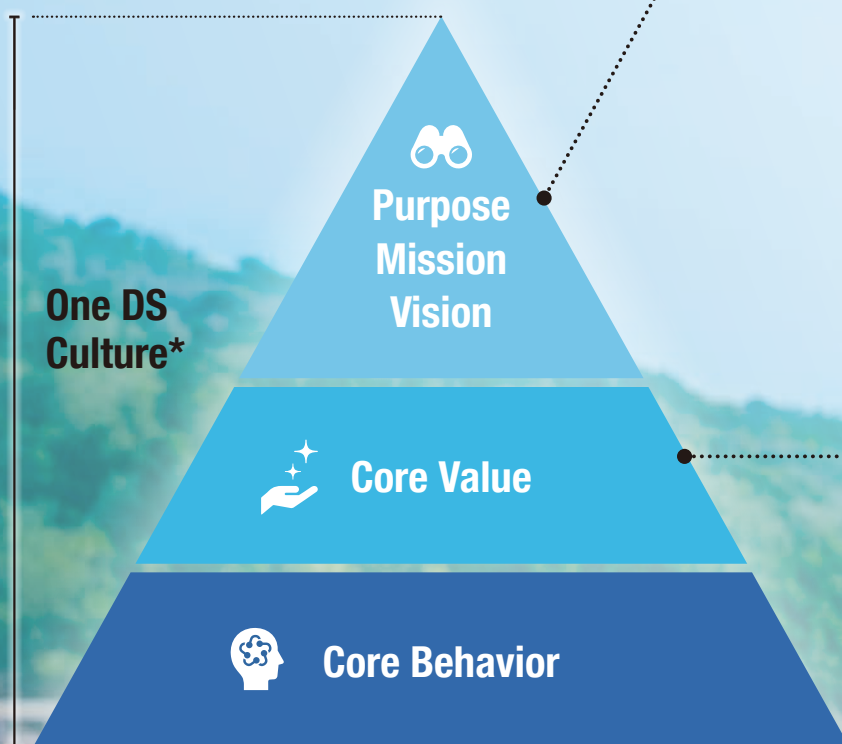 Purpose
Mission
Vision
One DS
Culture*
Core Value
Core Behavior